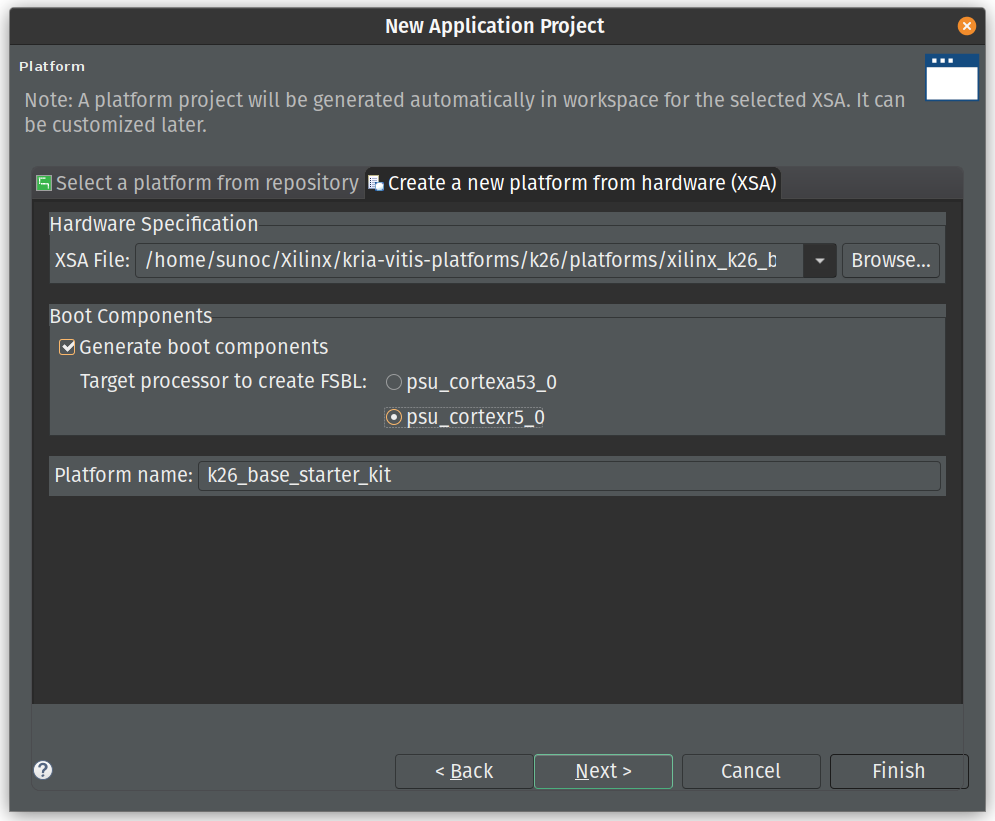 New Application Project
Platform
Note: A platform project will be generated automatically in workspace for the selected XSA. It can
be customized later.
Select a platform from repository
Create a new platform from hardware (XSA)
Hardware Specification
XSA File: /home/sunoc/Xilinx/kria-vitis-platforms/k26/platforms/xilinx_k26_b
Browse...
Boot Components
Generate boot components
Target processor to create FSBL: psu_cortexa53_0
psu_cortexr5_0
Platform name: k26_base_starter_kit
?
< Back
Next >
Cancel
Finish